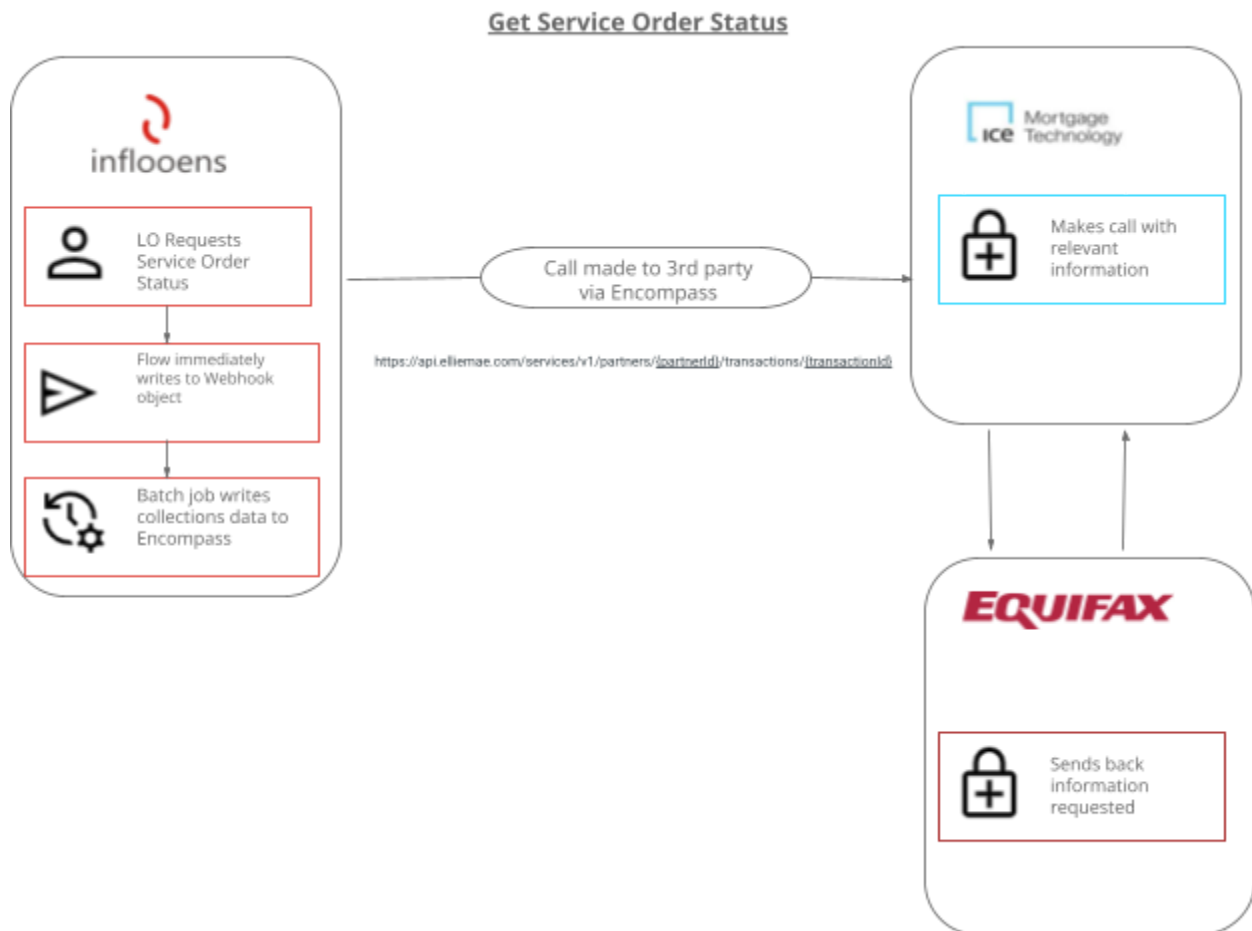 Get Service Order Status
inflooens
LO Requests
Service Order
Status
Flow immediately
writes to Webhook
object
Batch job writes
collections data to
Encompass
Call made to 3rd party
via Encompass
https://api.elliemae.com/services/v1/partners/{partnerId}/transactions/{transactionId}
ICE Mortgage
Technology
Makes call with
relevant
information
EQUIFAX
Sends back
information
requested